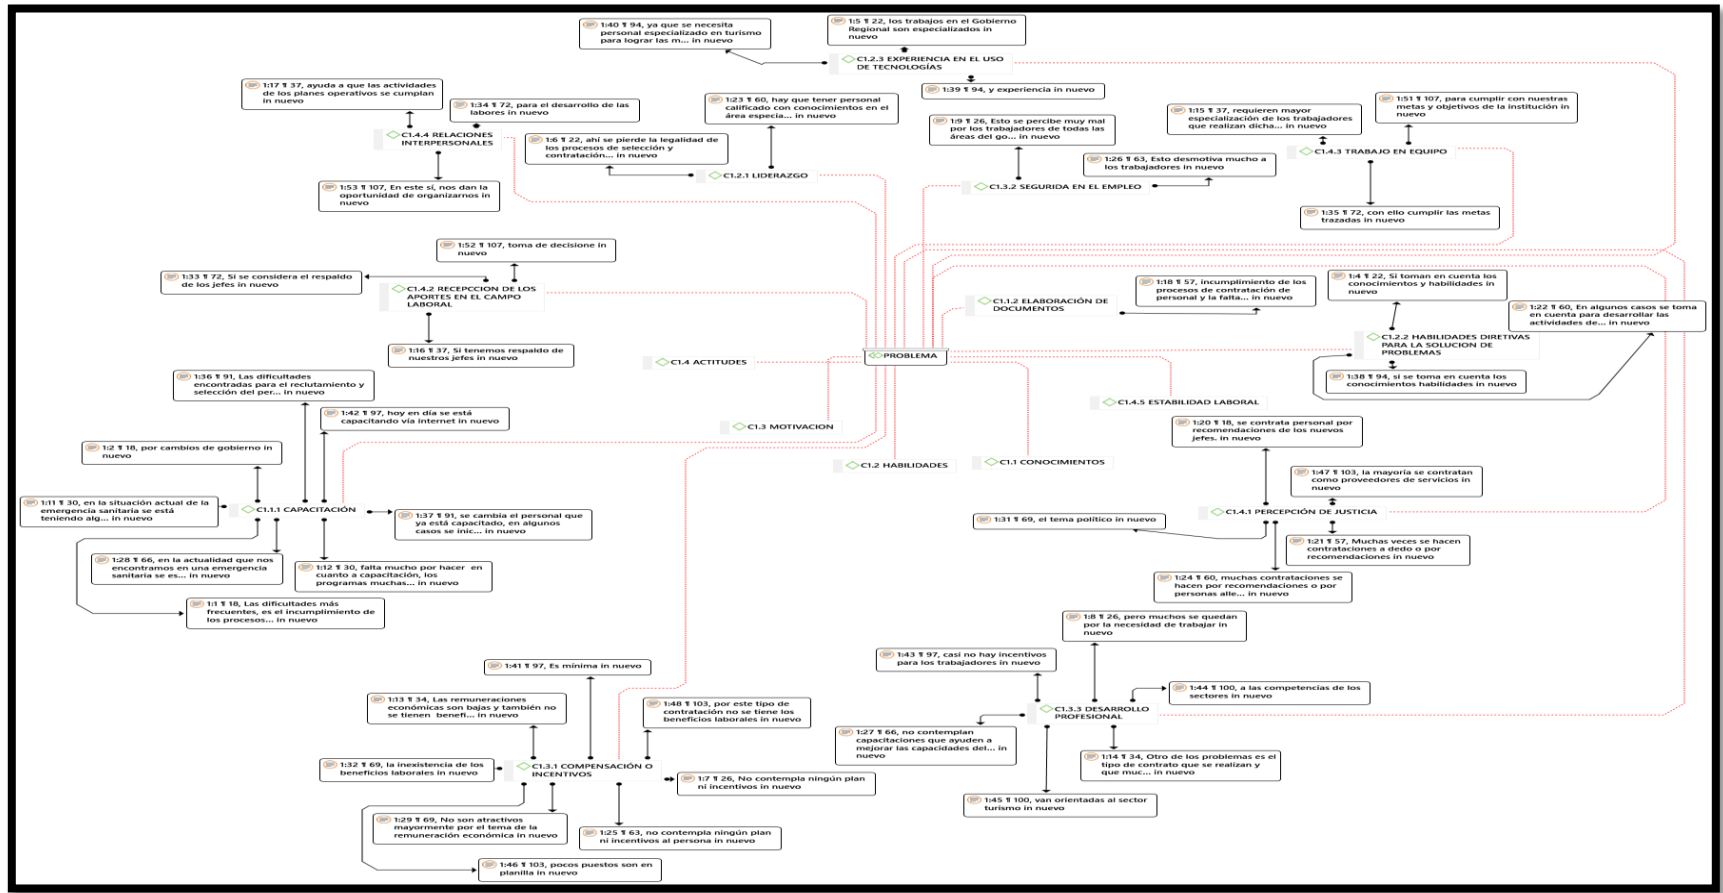 1:40 ¶ 94, ya que se necesita
personal especializado en turismo
para lograr las m... in nuevo
1:5 ¶ 22, los trabajos en el Gobierno
Regional son especializados in
nuevo
C1.2.3 EXPERIENCIA EN EL USO
DE TECNOLOGÍAS
1:39 ¶ 94, y experiencia in nuevo
1:17 ¶ 37, ayuda a que las actividades
de los planes operativos se cumplan
in nuevo
1:34 ¶ 72, para el desarrollo de las
labores in nuevo
C1.4.4 RELACIONES
INTERPERSONALES
1:53 ¶ 107, En este si, nos dan la
oportunidad de organizarnos in
nuevo
1:23 ¶ 60, hay que tener personal
calificado con conocimientos en el
área especia... in nuevo
1:6 ¶ 22, ahí se pierde la legalidad de
los procesos de selección y
contratación... in nuevo
C1.2.1 LIDERAZGO
1:9 ¶ 26, Esto se percibe muy mal
por los trabajadores de todas las
áreas del go... in nuevo
1:26 ¶ 63, Esto desmotiva mucho a
los trabajadores in nuevo
C1.3.2 SEGURIDA EN EL EMPLEO
1:15 ¶ 37, requieren mayor
especialización de los trabajadores
que realizan dicha... in nuevo
1:51 ¶ 107, para cumplir con nuestras
metas y objetivos de la institución in
nuevo
C1.4.3 TRABAJO EN EQUIPO
1:35 ¶ 72, con ello cumplir las metas
trazadas in nuevo
1:52 ¶ 107, toma de decisione in
nuevo
1:33 ¶ 72, Si se considera el respaldo
de los jefes in nuevo
C1.4.2 RECEPCCION DE LOS
APORTES EN EL CAMPO
LABORAL
1:16 ¶ 37, Si tenemos respaldo de
nuestros jefes in nuevo
C1.1.2 ELABORACIÓN DE
DOCUMENTOS
1:18 ¶ 57, incumplimiento de los
procesos de contratación de
personal y la falta... in nuevo
1:4 ¶ 22, Si toman en cuenta los
conocimientos y habilidades in
nuevo
1:22 ¶ 60, En algunos casos se toma
en cuenta para desarrollar las
actividades de... in nuevo
C1.2.2 HABILIDADES DIRETIVAS
PARA LA SOLUCION DE
PROBLEMAS
1:38 ¶ 94, si se toma en cuenta los
conocimientos habilidades in nuevo
PROBLEMA
C1.4 ACTITUDES
C1.4.5 ESTABILIDAD LABORAL
C1.3 MOTIVACION
C1.2 HABILIDADES
C1.1 CONOCIMIENTOS
1:36 ¶ 91, Las dificultades
encontradas para el reclutamiento y
selección del per... in nuevo
1:42 ¶ 97, hoy en día se está
capacitando vía internet in nuevo
1:2 ¶ 18, por cambios de gobierno in
nuevo
1:11 ¶ 30, en la situación actual de la
emergencia sanitaria se está
teniendo alg... in nuevo
C1.1.1 CAPACITACIÓN
1:37 ¶ 91, se cambia el personal que
ya está capacitado, en algunos
casos se inic... in nuevo
1:28 ¶ 66, en la actualidad que nos
encontramos en una emergencia
sanitaria se es... in nuevo
1:12 ¶ 30, falta mucho por hacer en
cuanto a capacitación, los
programas muchas... in nuevo
1:1 ¶ 18, Las dificultades más
frecuentes, es el incumplimiento de
los procesos... in nuevo
1:20 ¶ 18, se contrata personal por
recomendaciones de los nuevos
jefes. in nuevo
1:47 ¶ 103, la mayoría se contratan
como proveedores de servicios in
nuevo
C1.4.1 PERCEPCIÓN DE JUSTICIA
1:31 ¶ 69, el tema político in nuevo
1:21 ¶ 57, Muchas veces se hacen
contrataciones a dedo o por
recomendaciones in nuevo
1:24 ¶ 60, muchas contrataciones se
hacen por recomendaciones o por
personas alle... in nuevo
1:8 ¶ 26, pero muchos se quedan
por la necesidad de trabajar in
nuevo
1:43 ¶ 97, casi no hay incentivos
para los trabajadores in nuevo
1:44 ¶ 100, a las competencias de los
sectores in nuevo
C1.3.3 DESARROLLO
PROFESIONAL
1:27 ¶ 66, no contemplan
capacitaciones que ayuden a
mejorar las capacidades del... in
nuevo
1:14 ¶ 34, Otro de los problemas es el
tipo de contrato que se realizan y
que muc... in nuevo
1:45 ¶ 100, van orientadas al sector
turismo in nuevo
1:41 ¶ 97, Es mínima in nuevo
1:13 ¶ 34, Las remuneraciones
económicas son bajas y también no
se tienen benefi... in nuevo
1:48 ¶ 103, por este tipo de
contratación no se tiene los
beneficios laborales in nuevo
1:32 ¶ 69, la inexistencia de los
beneficios laborales in nuevo
C1.3.1 COMPENSACIÓN O
INCENTIVOS
1:7 ¶ 26, No contempla ningún plan
ni incentivos in nuevo
1:29 ¶ 69, No son atractivos
mayormente por el tema de la
remuneración económica in nuevo
1:25 ¶ 63, no contempla ningún plan
ni incentivos al persona in nuevo
1:46 ¶ 103, pocos puestos son en
planilla in nuevo